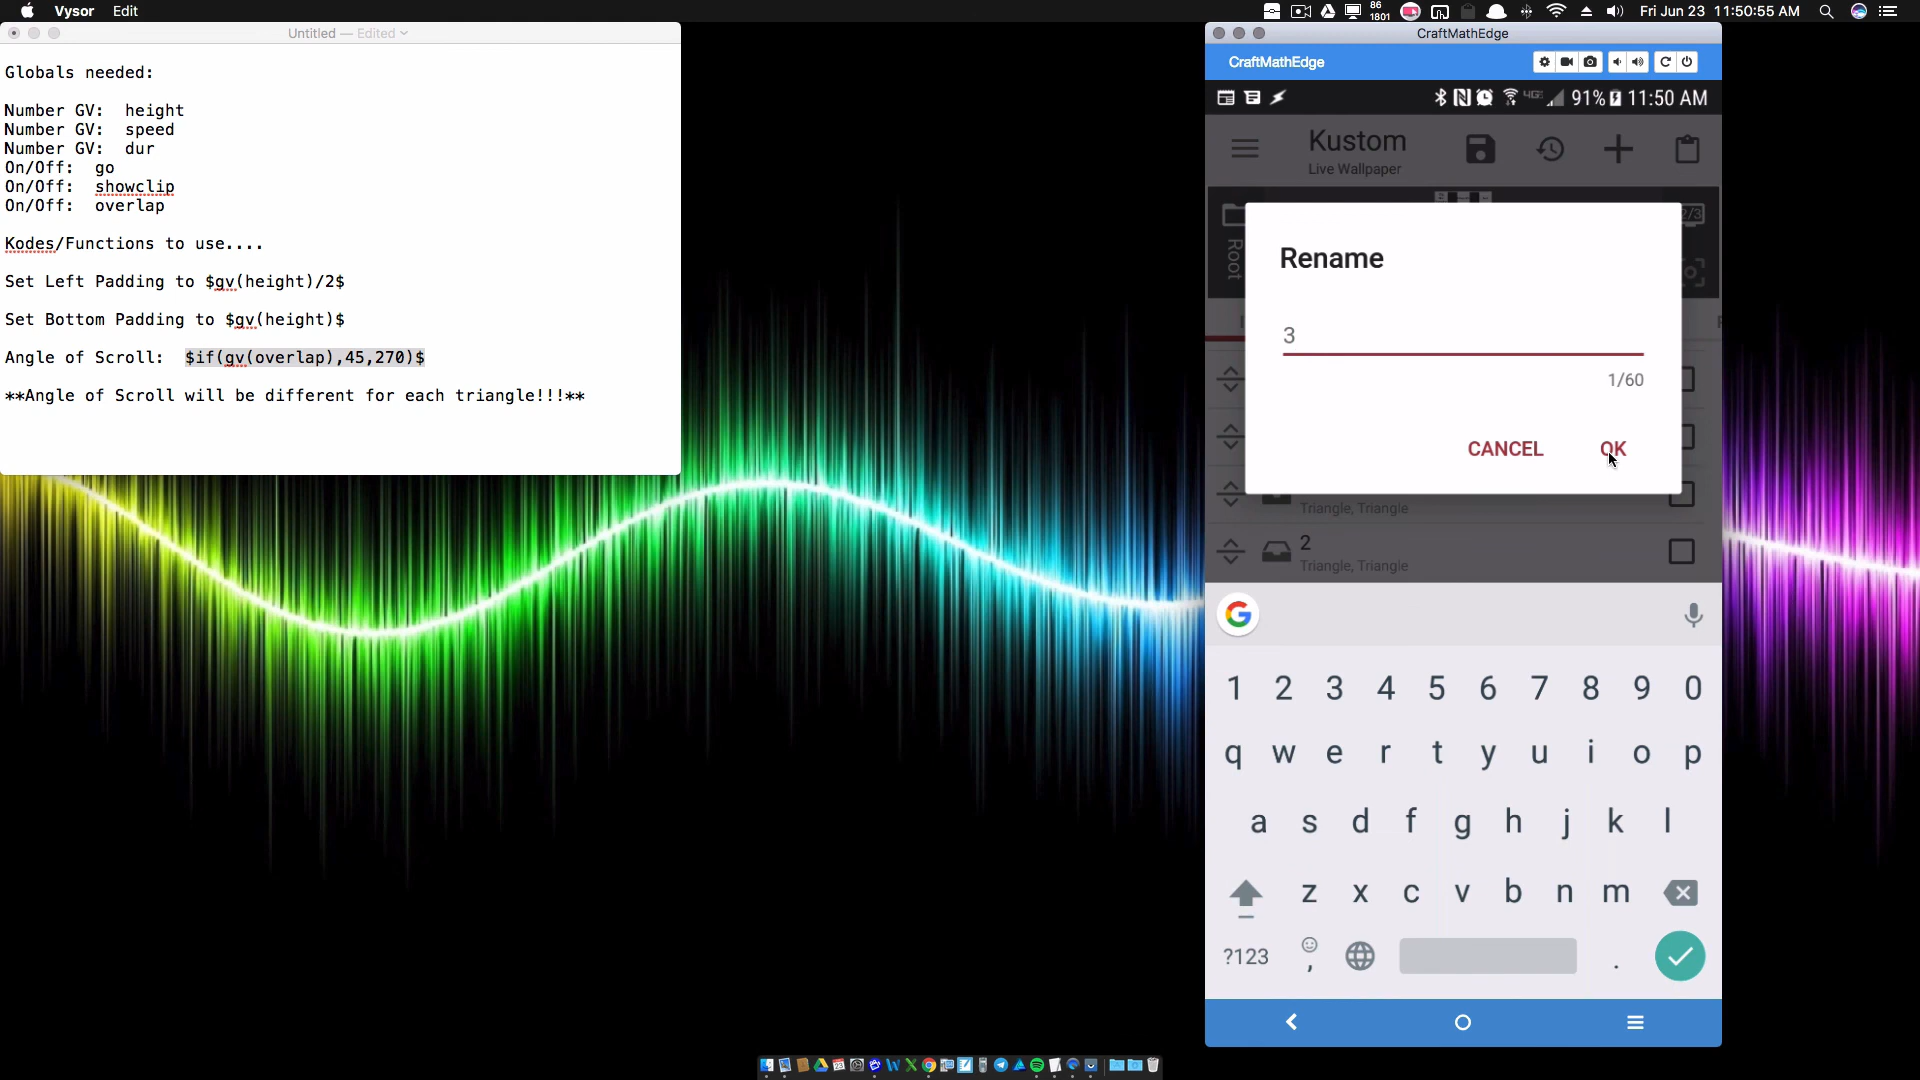 Vysor Edit
86
1801
Fri Jun 23 11:50:55 AM
Untitled — Edited
Globals needed:
Number GV: height
Number GV: speed
Number GV: dur
On/Off: go
On/Off: showclip
On/Off: overlap
Kodes/Functions to use....
Set Left Padding to $gv(height)/2$
Set Bottom Padding to $gv(height)$
Angle of Scroll: $if(gv(overlap),45,270)$
**Angle of Scroll will be different for each triangle!!!**
CraftMathEdge
CraftMathEdge
91% 11:50 AM
Kustom
Live Wallpaper
Root
Rename
3
1/60
CANCEL OK
Triangle, Triangle
2
Triangle, Triangle
1 2 3 4 5 6 7 8 9 0
q w e r t y u i o p
a s d f g h j k l
z x c v b n m
?123 , .